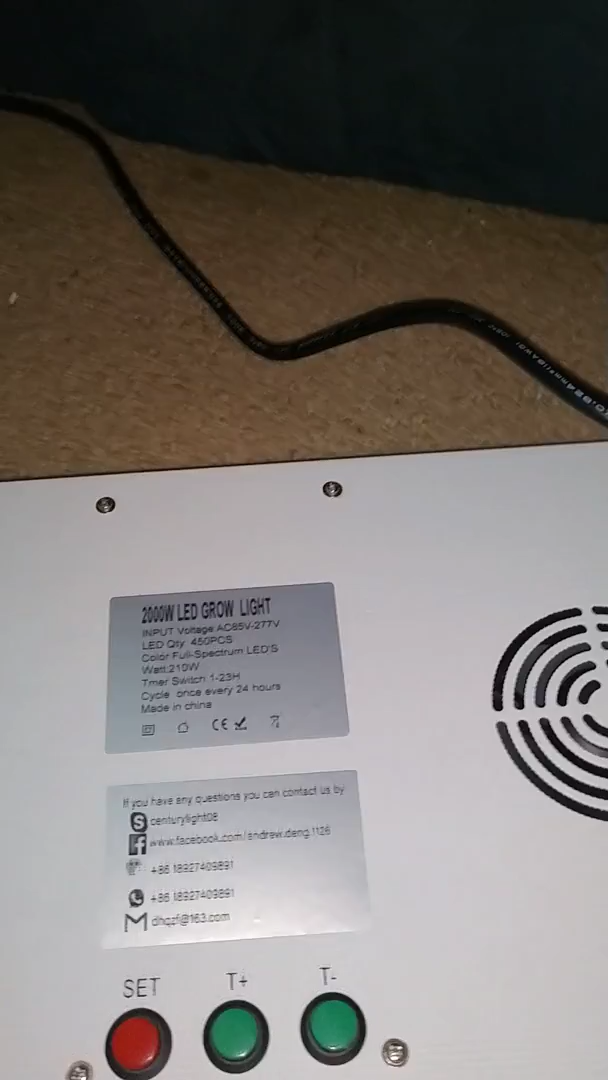 2000W LED GROW LIGHT
INPUT Voltage AC85V-277V
LED Qty 450PCS
Color Full-Spectrum LED'S
Watt:210W
Tmer Switch 1-23H
Cycle once every 24 hours
Made in china
CE
If you have any questions you can contact us by
centurylight08
www.facebook.com/andrew.deng.1126
+86 18927409891
+86 18927409891
dhqzf@163.com
SET T+ T-